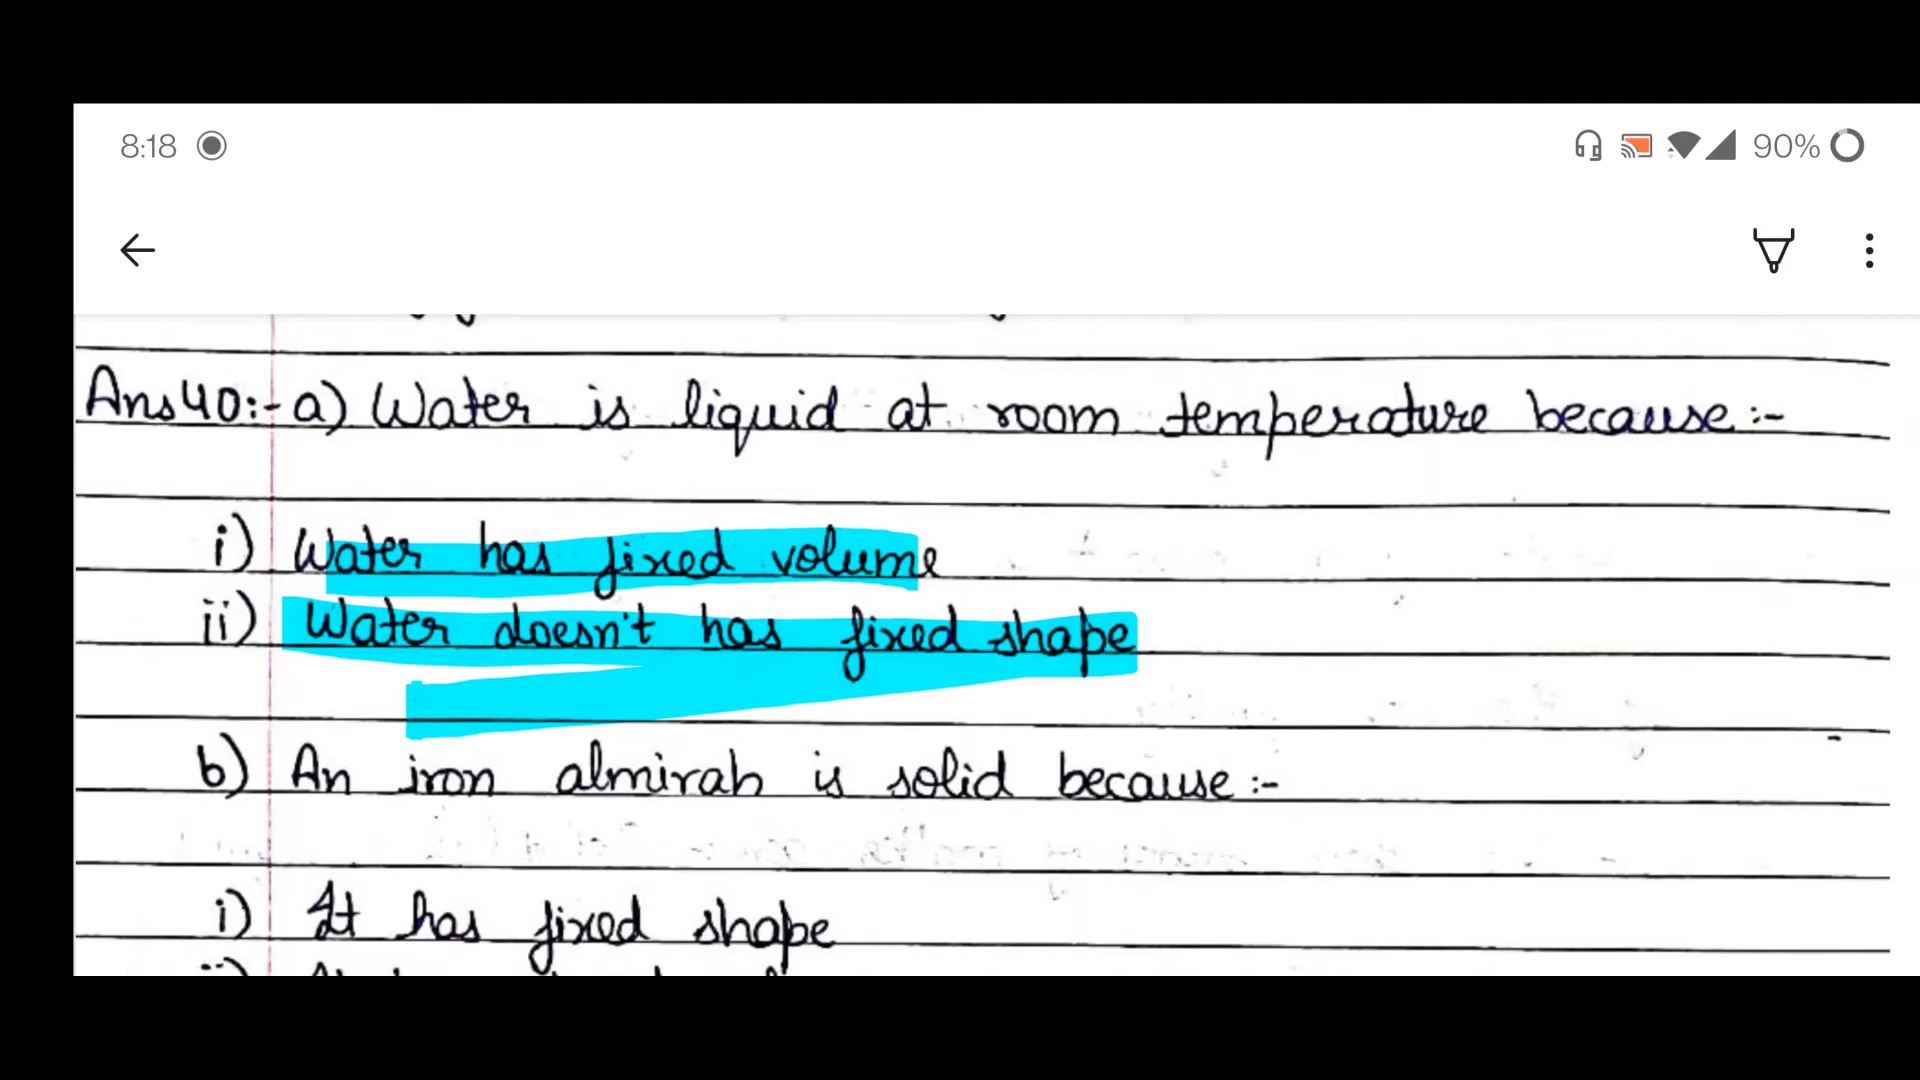 8:18 90%
Ans40:- a) Water is liquid at room temperature because:-
i) Water has fixed volume
ii) Water doesn't has fixed shape
b) An iron almirah is solid because:-
i) It has fixed shape